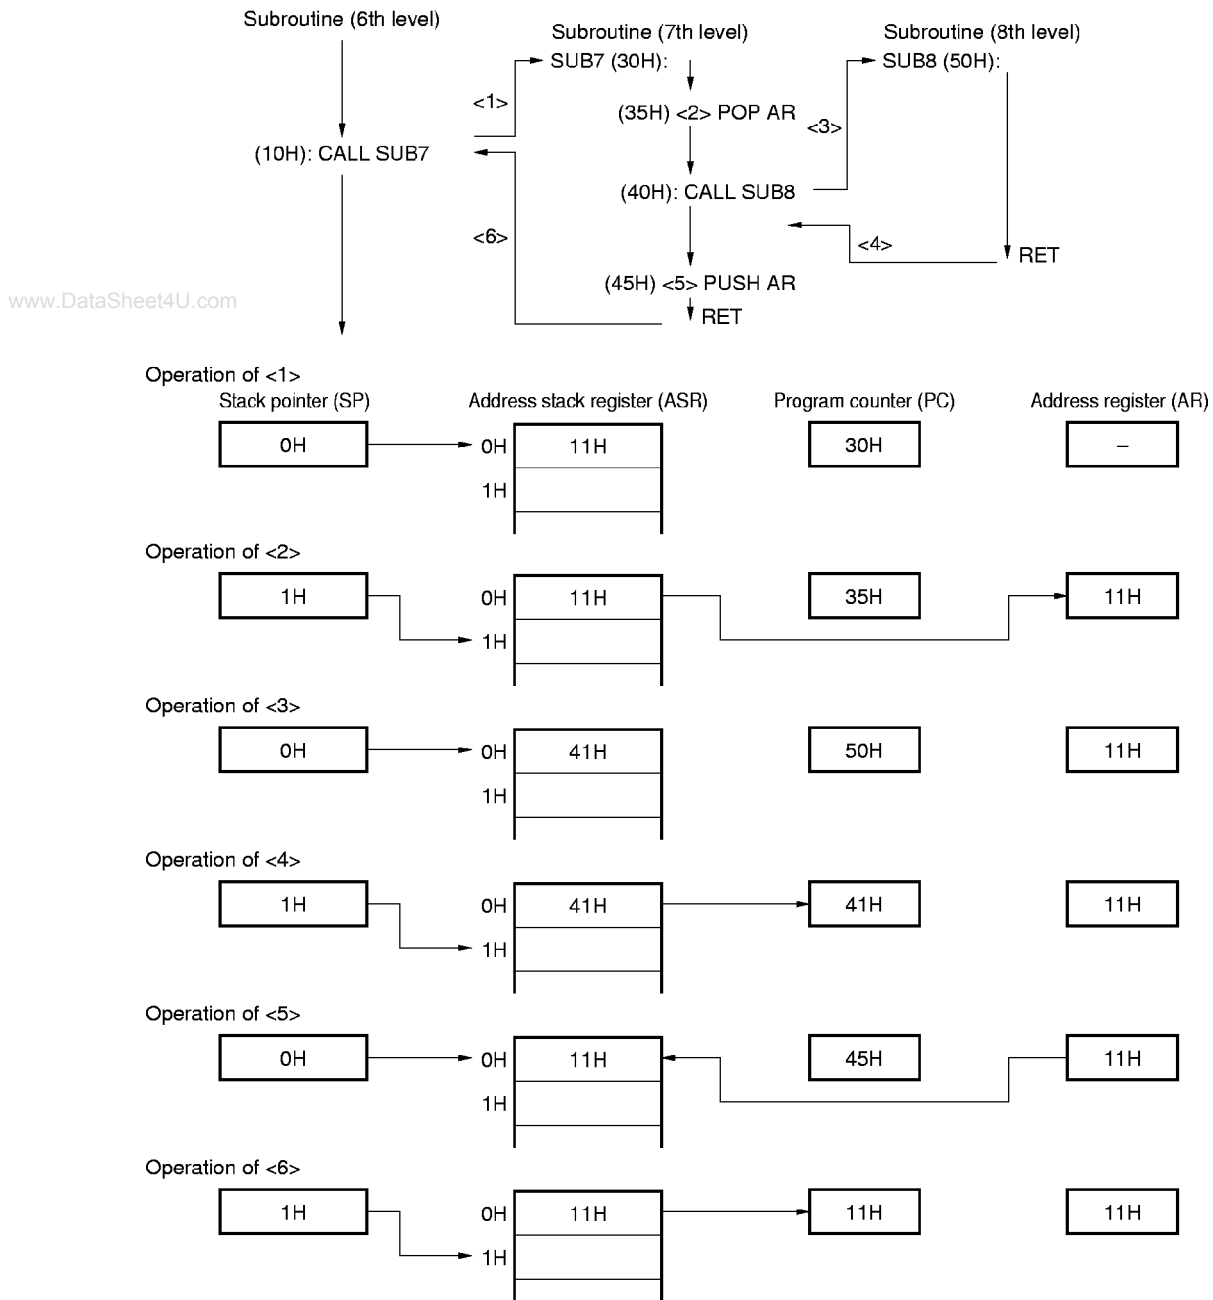 Subroutine (6th level)
Subroutine (7th level)
Subroutine (8th level)
SUB7 (30H):
SUB8 (50H):
<1>
(35H) <2> POP AR
<3>
(10H): CALL SUB7
(40H): CALL SUB8
<6>
<4>
RET
(45H) <5> PUSH AR
www.DataSheet4U.com
RET
Operation of <1>
Stack pointer (SP) Address stack register (ASR) Program counter (PC) Address register (AR)
0H 0H 11H 30H –
1H
Operation of <2>
1H 0H 11H 35H 11H
1H
Operation of <3>
0H 0H 41H 50H 11H
1H
Operation of <4>
1H 0H 41H 41H 11H
1H
Operation of <5>
0H 0H 11H 45H 11H
1H
Operation of <6>
1H 0H 11H 11H 11H
1H